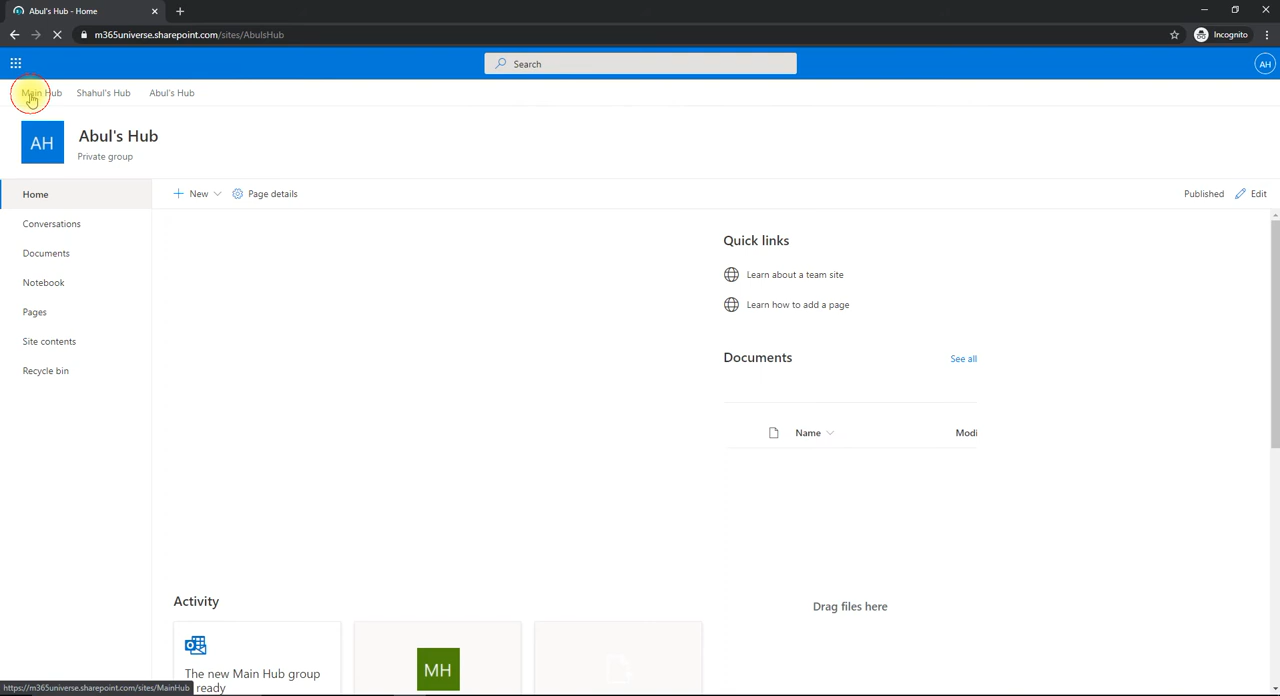 Abul's Hub - Home
m365universe.sharepoint.com/sites/AbulsHub
Incognito
Search
AH
Main Hub Shahul's Hub Abul's Hub
AH
Abul's Hub
Private group
Home
New Page details Published Edit
Conversations
Documents
Notebook
Pages
Site contents
Recycle bin
Quick links
Learn about a team site
Learn how to add a page
Documents See all
Name Modi
Activity
Drag files here
The new Main Hub group
ready
MH
https://m365universe.sharepoint.com/sites/MainHub